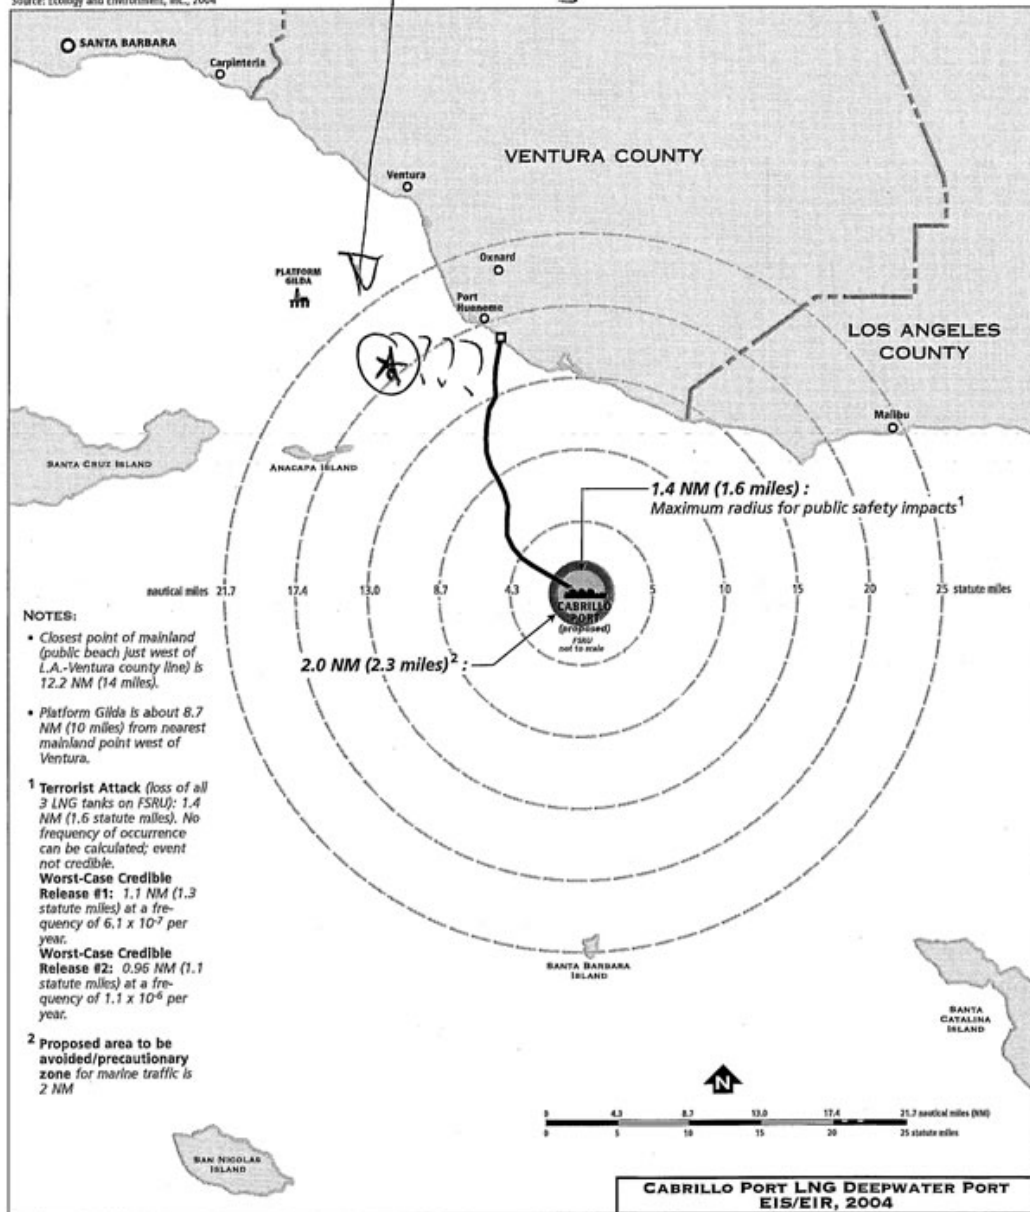 Source: Ecology and Environment, Inc., 2004
SANTA BARBARA
Carpinteria
VENTURA COUNTY
Ventura
Oxnard
PLATFORM
GILDA
Port
Hueneme
LOS ANGELES
COUNTY
Malibu
SANTA CRUZ ISLAND
ANACAPA ISLAND
1.4 NM (1.6 miles) :
Maximum radius for public safety impacts1
nautical miles 21.7 17.4 13.0 8.7 4.3 5 10 15 20 25 statute miles
CABRILLO
PORT
(proposed)
FSRU
not to scale
2.0 NM (2.3 miles)2 :
NOTES:
• Closest point of mainland
(public beach just west of
L.A.-Ventura county line) is
12.2 NM (14 miles).
• Platform Gilda is about 8.7
NM (10 miles) from nearest
mainland point west of
Ventura.
1 Terrorist Attack (loss of all
3 LNG tanks on FSRU): 1.4
NM (1.6 statute miles). No
frequency of occurrence
can be calculated; event
not credible.
Worst-Case Credible
Release #1: 1.1 NM (1.3
statute miles) at a fre-
quency of 6.1 x 10-7 per
year.
Worst-Case Credible
Release #2: 0.96 NM (1.1
statute miles) at a fre-
quency of 1.1 x 10-6 per
year.
2 Proposed area to be
avoided/precautionary
zone for marine traffic is
2 NM
SANTA BARBARA
ISLAND
SANTA
CATALINA
ISLAND
SAN NICOLAS
ISLAND
N
0 4.3 8.7 13.0 17.4 21.7 nautical miles (NM)
0 5 10 15 20 25 statute miles
CABRILLO PORT LNG DEEPWATER PORT
EIS/EIR, 2004